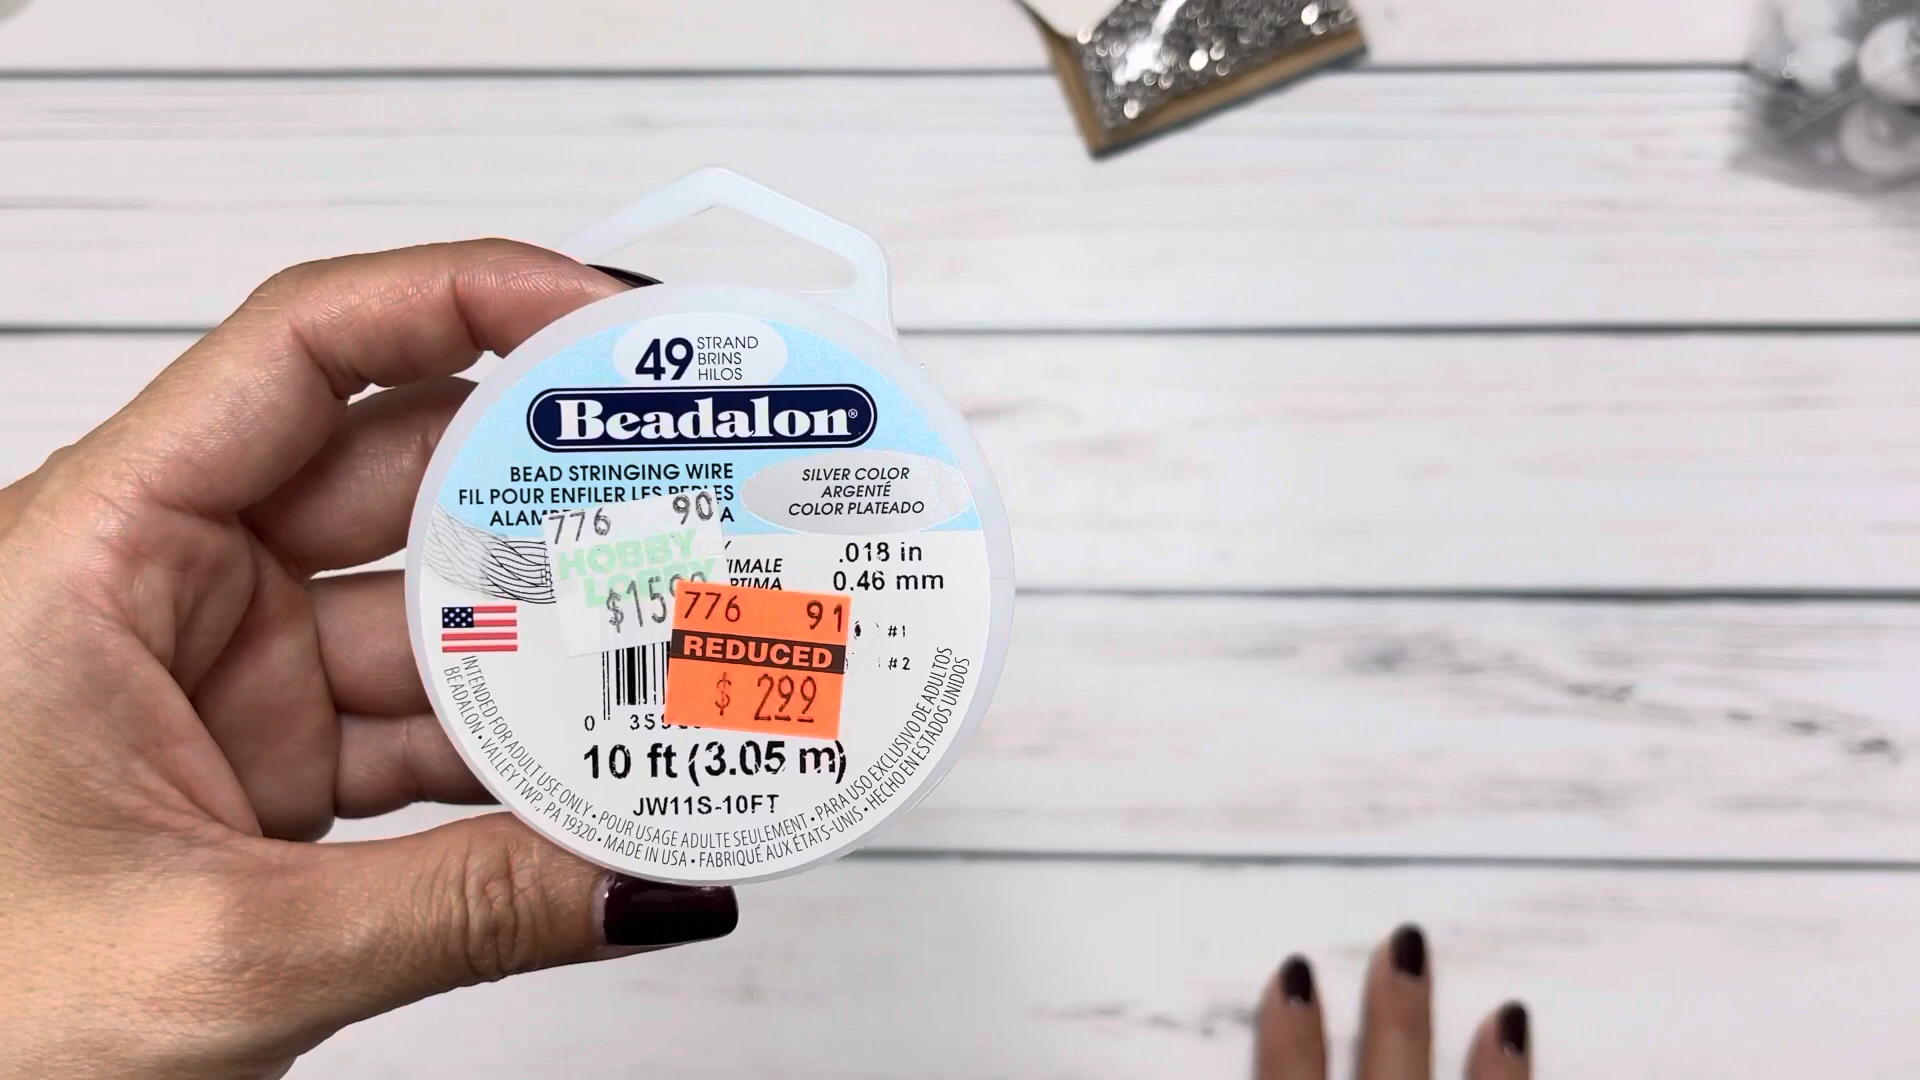 49 STRAND
BRINS
HILOS
Beadalon®
BEAD STRINGING WIRE
FIL POUR ENFILER LES PERLES
SILVER COLOR
ARGENTÉ
COLOR PLATEADO
776 90
HOBBY
LOBBY
.018 in
0,46 mm
776 91
REDUCED
$ 299
#1
#2
10 ft (3.05 m)
JW11S-10FT
INTENDED FOR ADULT USE ONLY • POUR USAGE ADULTE SEULEMENT • PARA USO EXCLUSIVO DE ADULTOS
BEADALON • VALLEY TWP., PA 19320 • MADE IN USA • FABRIQUÉ AUX ÉTATS-UNIS • HECHO EN ESTADOS UNIDOS